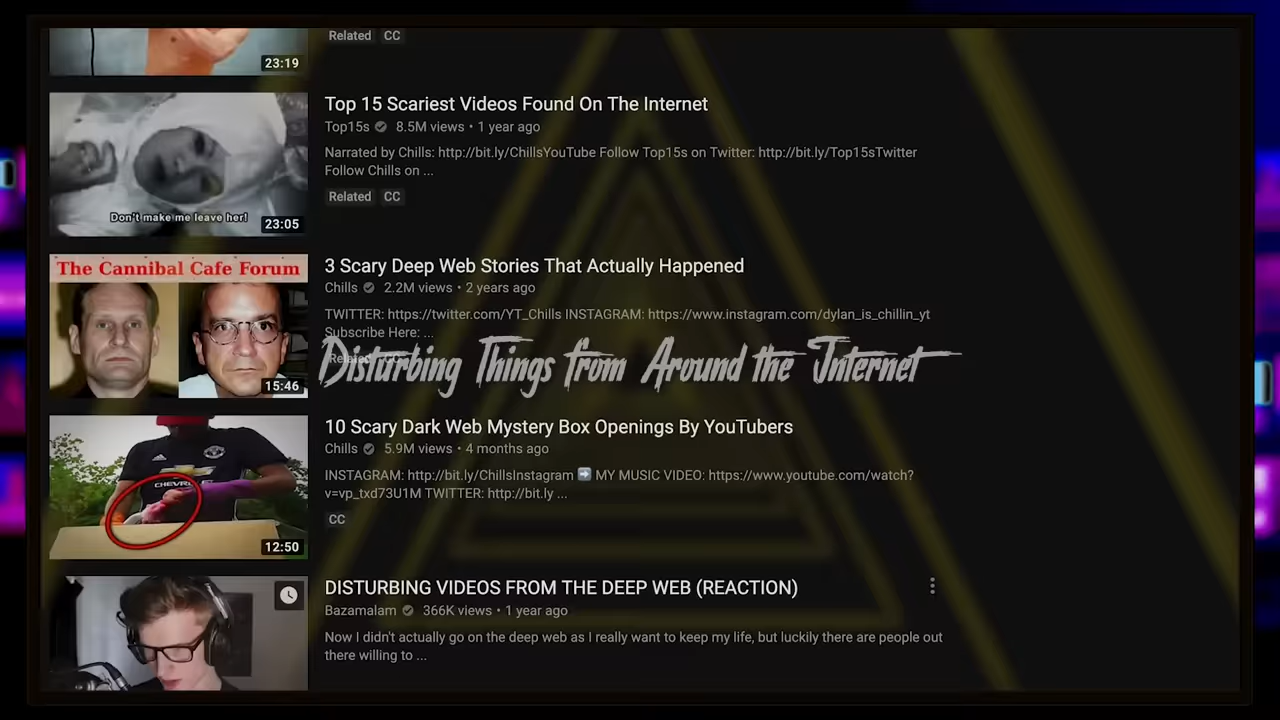 Related CC
23:19
Top 15 Scariest Videos Found On The Internet
Top15s 8.5M views • 1 year ago
Narrated by Chills: http://bit.ly/ChillsYouTube Follow Top15s on Twitter: http://bit.ly/Top15sTwitter
Follow Chills on ...
Related CC
Don't make me leave her!
23:05
The Cannibal Cafe Forum
15:46
3 Scary Deep Web Stories That Actually Happened
Chills 2.2M views • 2 years ago
TWITTER: https://twitter.com/YT_Chills INSTAGRAM: https://www.instagram.com/dylan_is_chillin_yt
Subscribe Here: ...
Related CC
Disturbing Things from Around the Internet
CHEVROLET
12:50
10 Scary Dark Web Mystery Box Openings By YouTubers
Chills 5.9M views • 4 months ago
INSTAGRAM: http://bit.ly/ChillsInstagram ➡ MY MUSIC VIDEO: https://www.youtube.com/watch?
v=vp_txd73U1M TWITTER: http://bit.ly ...
CC
DISTURBING VIDEOS FROM THE DEEP WEB (REACTION)
Bazamalam 366K views • 1 year ago
Now I didn't actually go on the deep web as I really want to keep my life, but luckily there are people out
there willing to ...